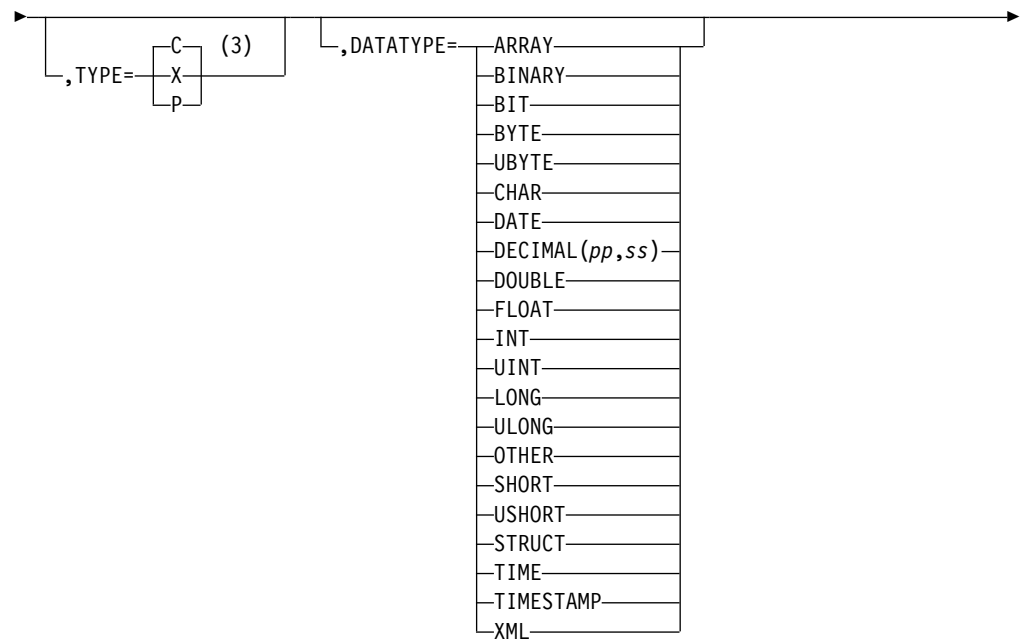 ,TYPE= C (3)
X
P
,DATATYPE= ARRAY
BINARY
BIT
BYTE
UBYTE
CHAR
DATE
DECIMAL(pp,ss)
DOUBLE
FLOAT
INT
UINT
LONG
ULONG
OTHER
SHORT
USHORT
STRUCT
TIME
TIMESTAMP
XML